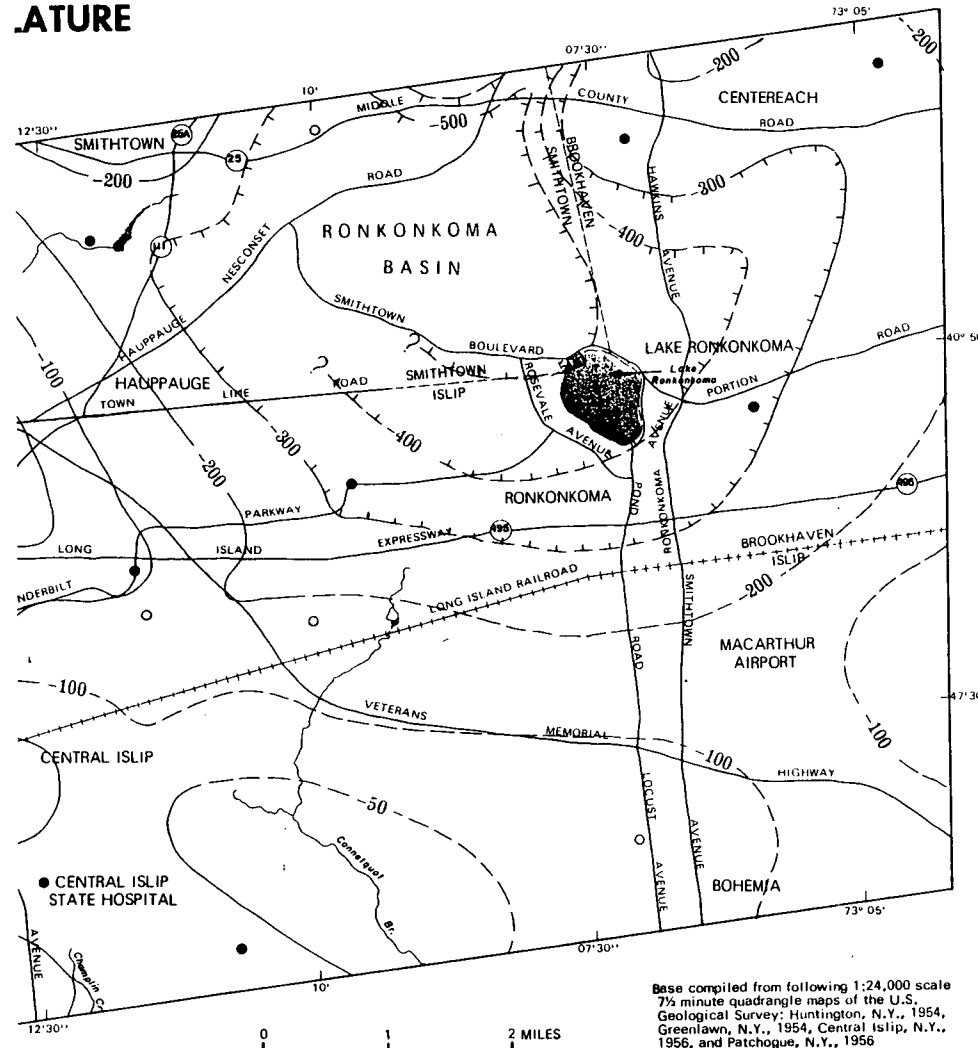 .ATURE
73° 05'
07'30''
10'
12'30''
-200
-200
CENTEREACH
MIDDLE
COUNTY
ROAD
-500
25A
SMITHTOWN
25
-200
ROAD
BROOKHAVEN
SMITHTOWN
HAWKINS
AVENUE
-300
-400
111
NESCONSET
RONKONKOMA
BASIN
SMITHTOWN
BOULEVARD
HAUPPAUGE
ROAD
40° 50
LAKE RONKONKOMA
Lake
Ronkonkoma
PORTION
?
?
-100
HAUPPAUGE
TOWN
LINE
ROAD
SMITHTOWN
ISLIP
ROSEVALE
AVENUE
AVENUE
-300
-400
-200
495
RONKONKOMA
POND
RONKONKOMA
PARKWAY
EXPRESSWAY
495
LONG
ISLAND
BROOKHAVEN
ISLIP
NDERBILT
LONG ISLAND RAILROAD
-200
SMITHTOWN
ROAD
MACARTHUR
AIRPORT
-100
47'30
VETERANS
MEMORIAL
-100
-100
HIGHWAY
CENTRAL ISLIP
-50
LOCUST
AVENUE
AVENUE
Connetquot
Br.
BOHEMIA
CENTRAL ISLIP
STATE HOSPITAL
73° 05'
AVENUE
Champlin C
07'30''
10'
12'30''
0 1 2 MILES
Base compiled from following 1:24,000 scale
7½ minute quadrangle maps of the U.S.
Geological Survey: Huntington, N.Y., 1954,
Greenlawn, N.Y., 1954, Central Islip, N.Y.,
1956, and Patchogue, N.Y., 1956